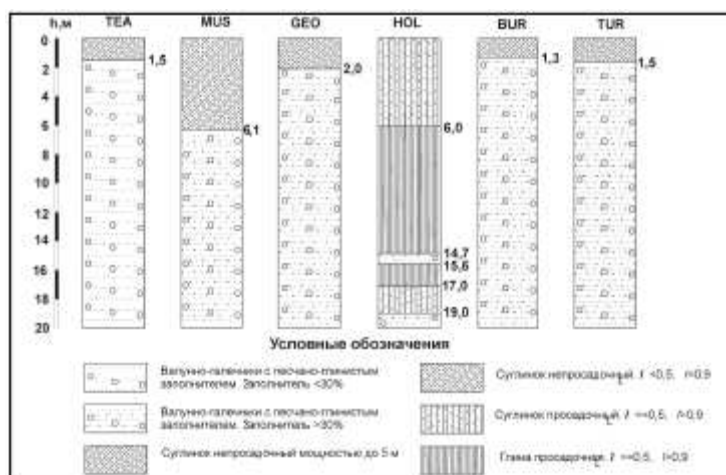 h,м TEA MUS GEO HOL BUR TUR
0
2
4
6
8
10
12
14
16
18
20
1,5
6,1
2,0
6,0
14,7
15,6
17,0
19,0
1,3
1,5
Условные обозначения
Валунно-галечники с песчано-глинистым
заполнителем. Заполнитель <30%
Валунно-галечники с песчано-глинистым
заполнителем. Заполнитель >30%
Суглинок непросадочный мощностью до 5 м
Суглинок непросадочный. <0,5,
Суглинок просадочный.
Глина просадочная.